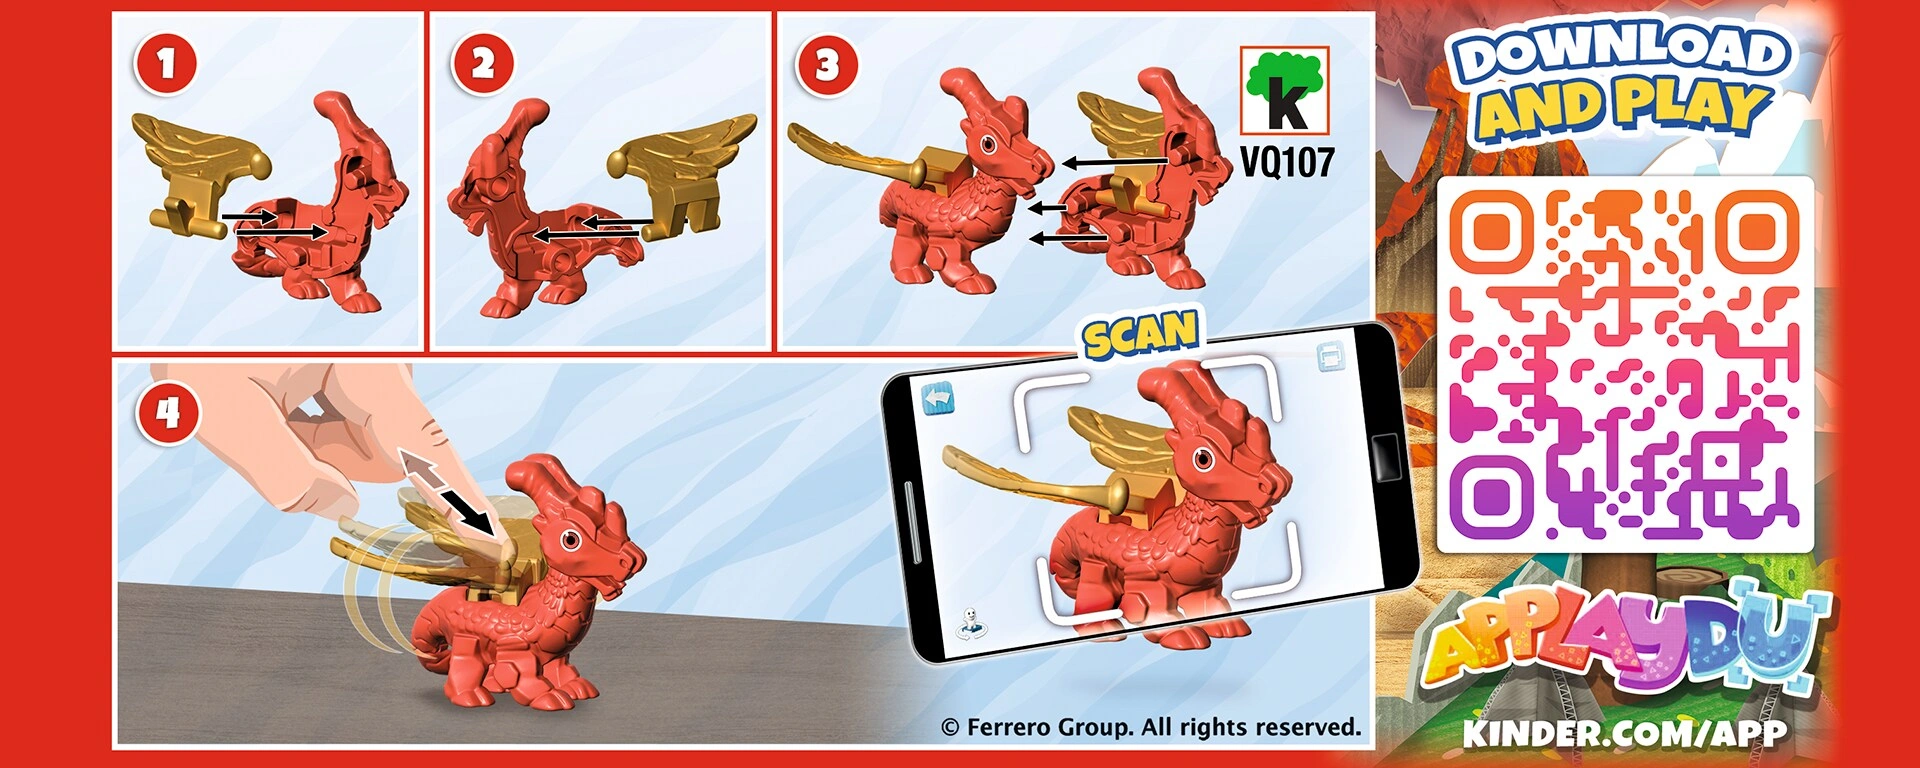 1
2
3
k
VQ107
4
SCAN
© Ferrero Group. All rights reserved.
DOWNLOAD
AND PLAY
APPLAYDU
KINDER.COM/APP